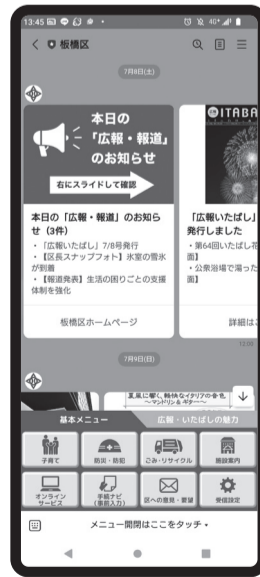 13:45
40*
板橋区
7月8日(土)
本日の
「広報・報道」
のお知らせ
右にスライドして確認
本日の「広報・報道」のお知ら
せ（3件）
・「広報いたばし」7/8号発行
・【区長スナップフォト】氷室の雪氷
が到着
・【報道発表】生活の困りごとの支援
体制を強化
板橋区ホームページ
ITABA
「広報いたばし」
発行しました
・第64回いたばし花
面】
・公衆浴場で湯った
面】
詳細は
13:00
7月9日(日)
夏風に響く、軽快なイタリアの音色
～マンドリン&ギター～
基本メニュー
広報・いたばしの魅力
子育て
防災・防犯
ごみ・リサイクル
施設案内
オンライン
サービス
手続ナビ
(事前入力)
区への意見・要望
受信設定
メニュー開閉はここをタッチ